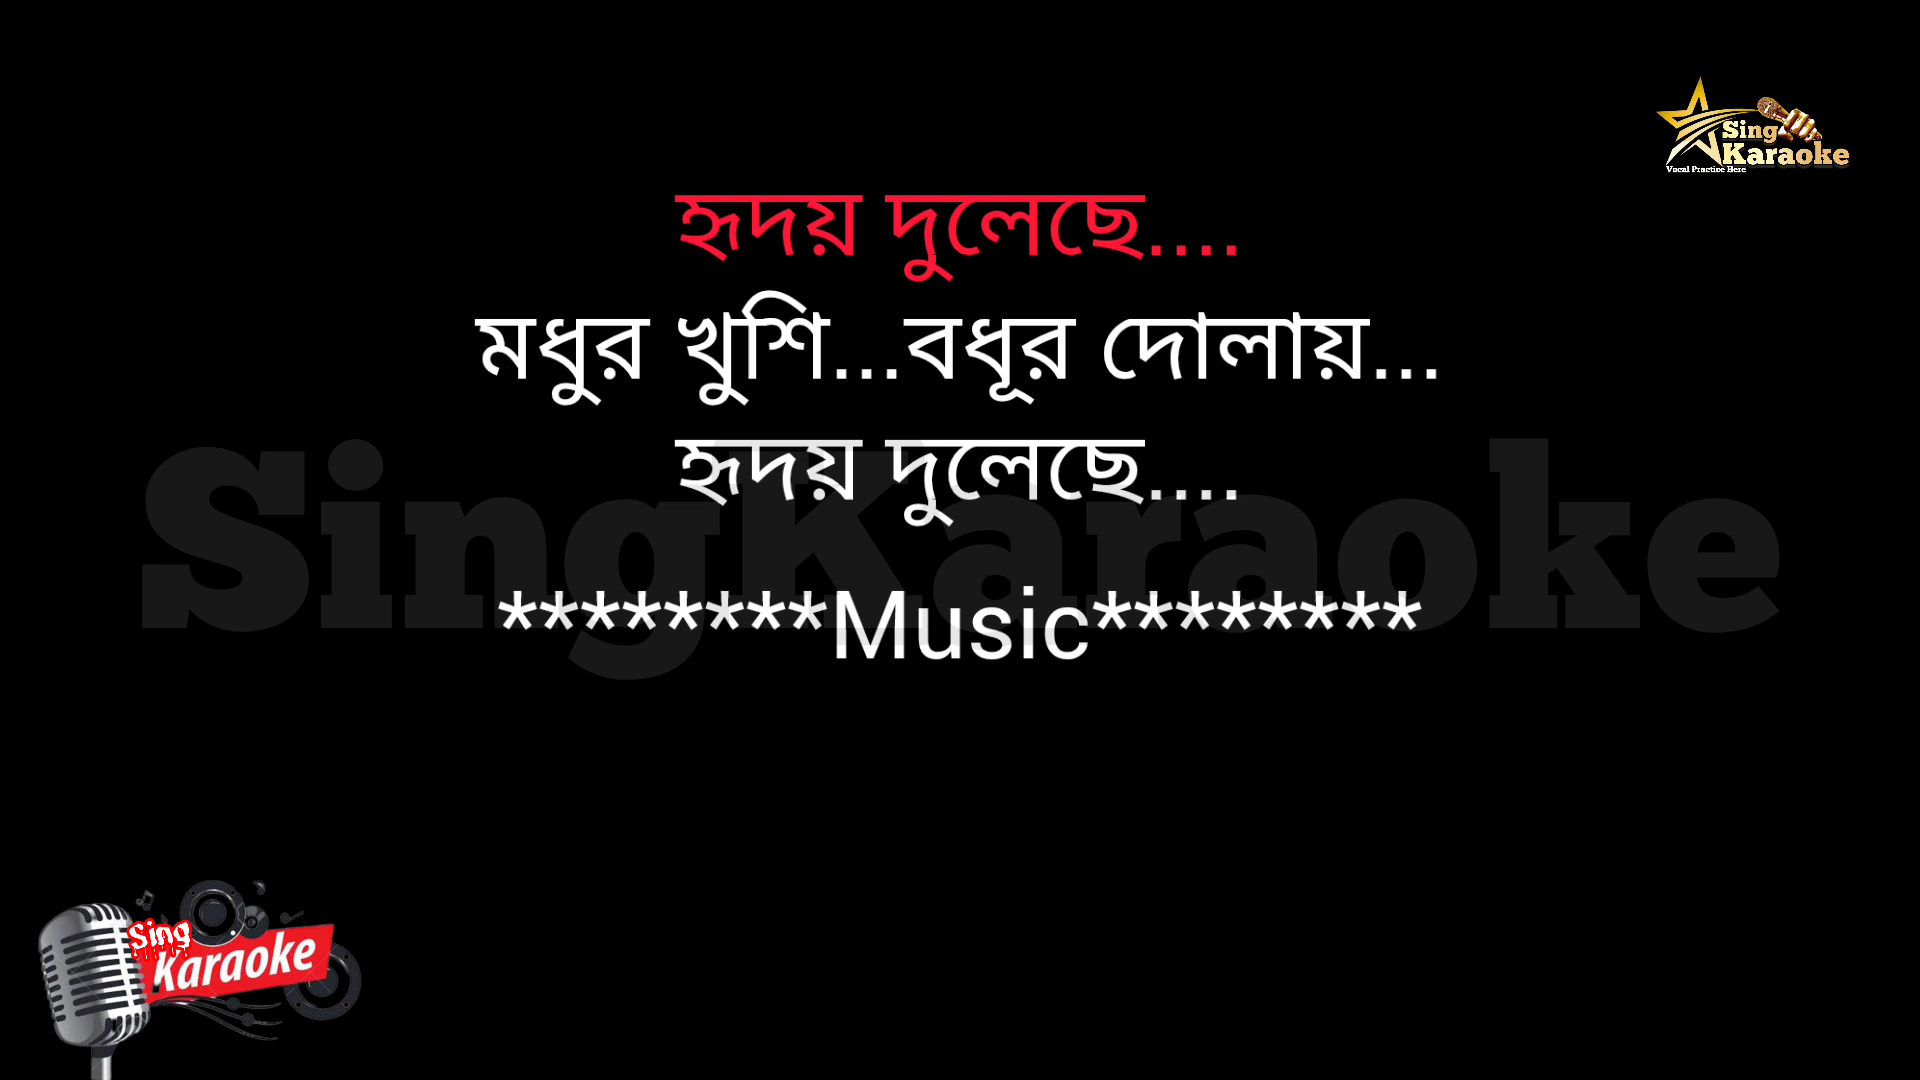 Sing
Karaoke
Vocal Practice Here
হৃদয় দুলেছে....
মধুর খুশি...বধূর দোলায়...
হৃদয় দুলেছে....
SingKaraoke
********Music********
Sing
Karaoke